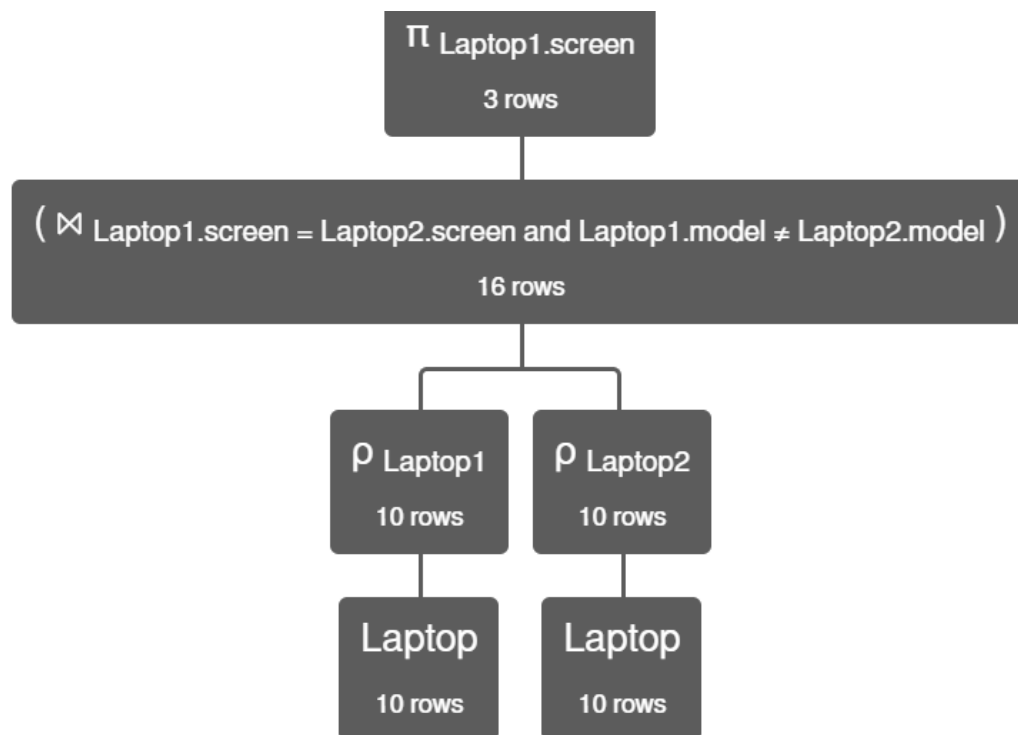 π Laptop1.screen
3 rows
( ⋈ Laptop1.screen = Laptop2.screen and Laptop1.model ≠ Laptop2.model )
16 rows
ρ Laptop1
10 rows
ρ Laptop2
10 rows
Laptop
10 rows
Laptop
10 rows